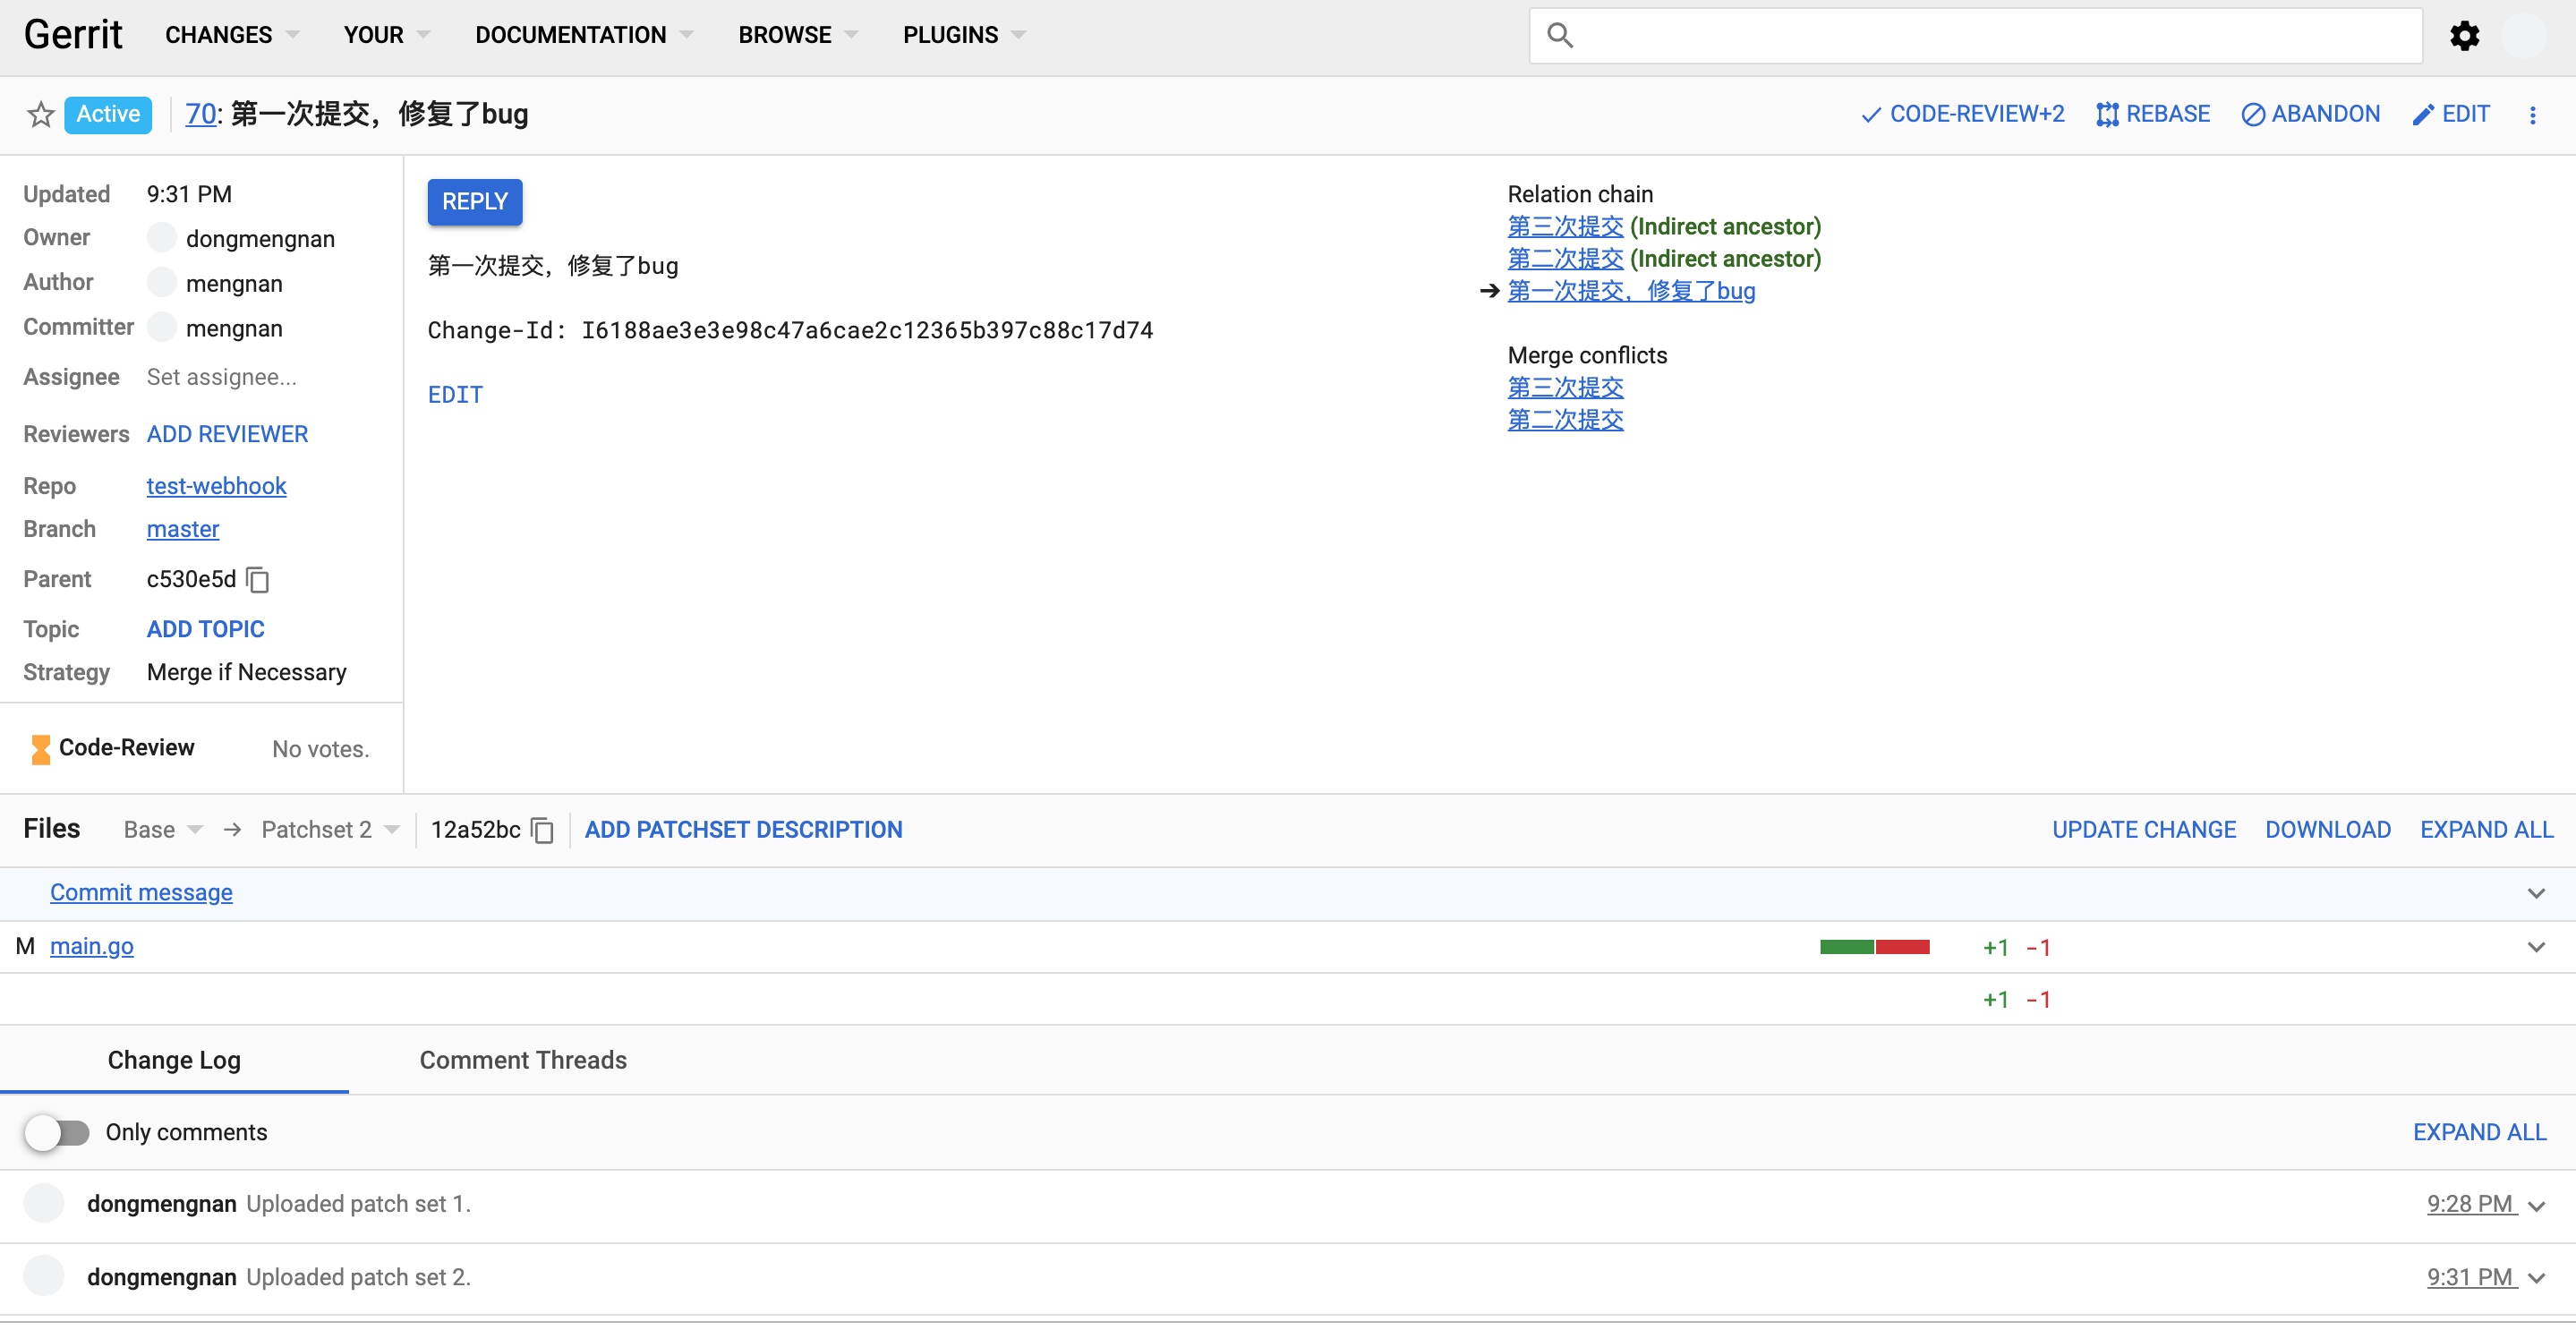 Gerrit CHANGES YOUR DOCUMENTATION BROWSE PLUGINS
Active 70: 第一次提交，修复了bug CODE-REVIEW+2 REBASE ABANDON EDIT
Updated 9:31 PM
Owner dongmengnan
Author mengnan
Committer mengnan
Assignee Set assignee...
Reviewers ADD REVIEWER
Repo test-webhook
Branch master
Parent c530e5d
Topic ADD TOPIC
Strategy Merge if Necessary
Code-Review No votes.
REPLY
第一次提交，修复了bug
Change-Id: I6188ae3e3e98c47a6cae2c12365b397c88c17d74
EDIT
Relation chain
第三次提交 (Indirect ancestor)
第二次提交 (Indirect ancestor)
➔ 第一次提交，修复了bug
Merge conflicts
第三次提交
第二次提交
Files Base → Patchset 2 12a52bc ADD PATCHSET DESCRIPTION UPDATE CHANGE DOWNLOAD EXPAND ALL
Commit message
M main.go +1 -1
+1 -1
Change Log Comment Threads
Only comments EXPAND ALL
dongmengnan Uploaded patch set 1. 9:28 PM
dongmengnan Uploaded patch set 2. 9:31 PM